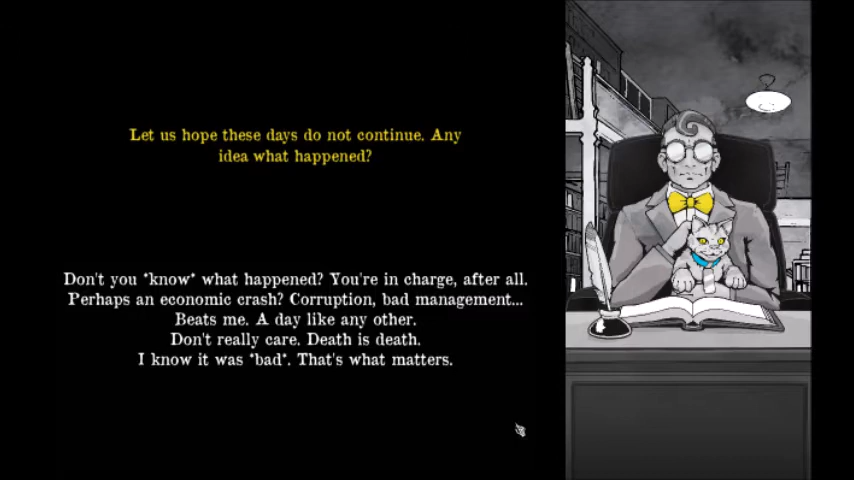 Let us hope these days do not continue. Any
idea what happened?
Don't you *know* what happened? You're in charge, after all.
Perhaps an economic crash? Corruption, bad management...
Beats me. A day like any other.
Don't really care. Death is death.
I know it was *bad*. That's what matters.